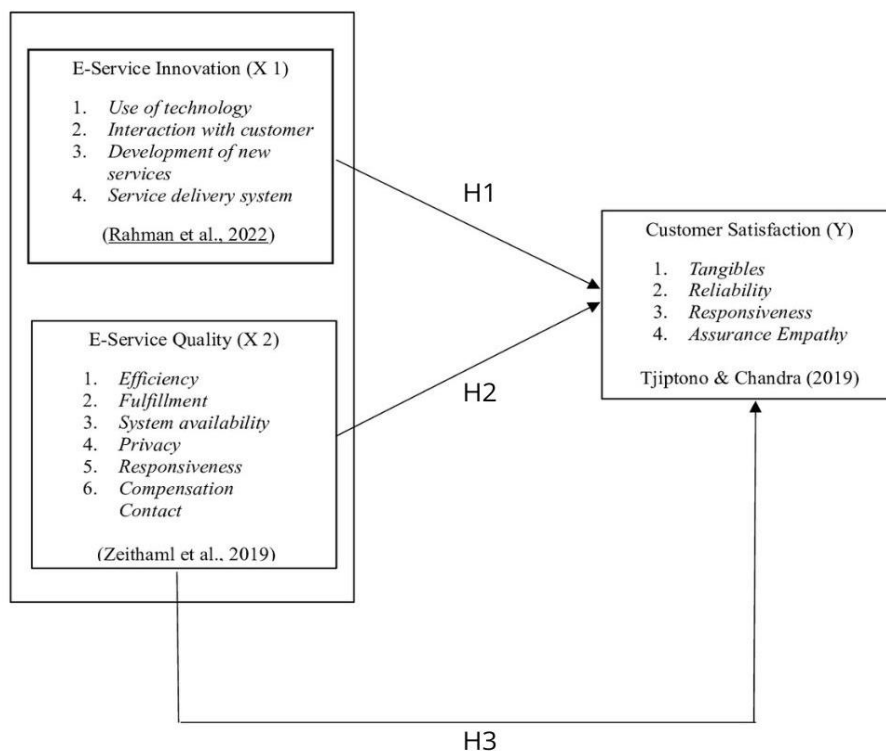 E-Service Innovation (X 1)
1. Use of technology
2. Interaction with customer
3. Development of new
services
4. Service delivery system
(Rahman et al., 2022)
H1
Customer Satisfaction (Y)
1. Tangibles
2. Reliability
3. Responsiveness
4. Assurance Empathy
Tjiptono & Chandra (2019)
E-Service Quality (X 2)
1. Efficiency
2. Fulfillment
3. System availability
4. Privacy
5. Responsiveness
6. Compensation
Contact
(Zeithaml et al., 2019)
H2
H3